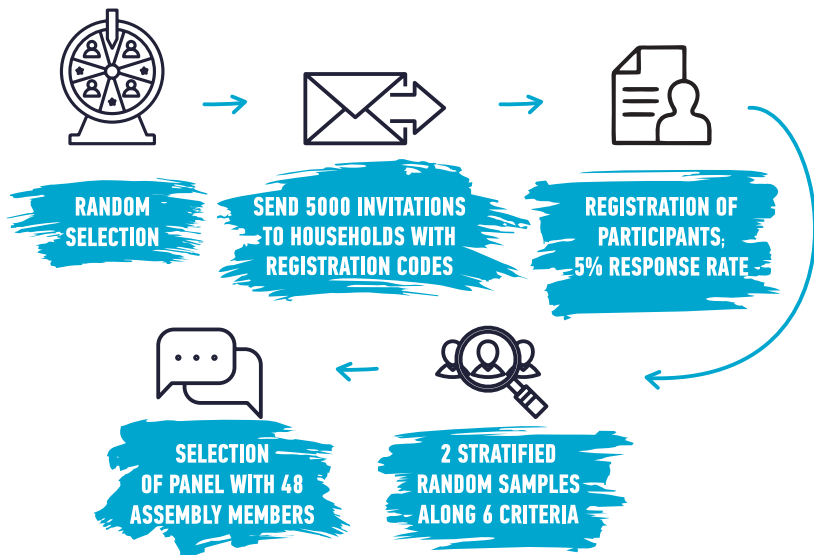 RANDOM
SELECTION
SEND 5000 INVITATIONS
TO HOUSEHOLDS WITH
REGISTRATION CODES
REGISTRATION OF
PARTICIPANTS;
5% RESPONSE RATE
SELECTION
OF PANEL WITH 48
ASSEMBLY MEMBERS
2 STRATIFIED
RANDOM SAMPLES
ALONG 6 CRITERIA